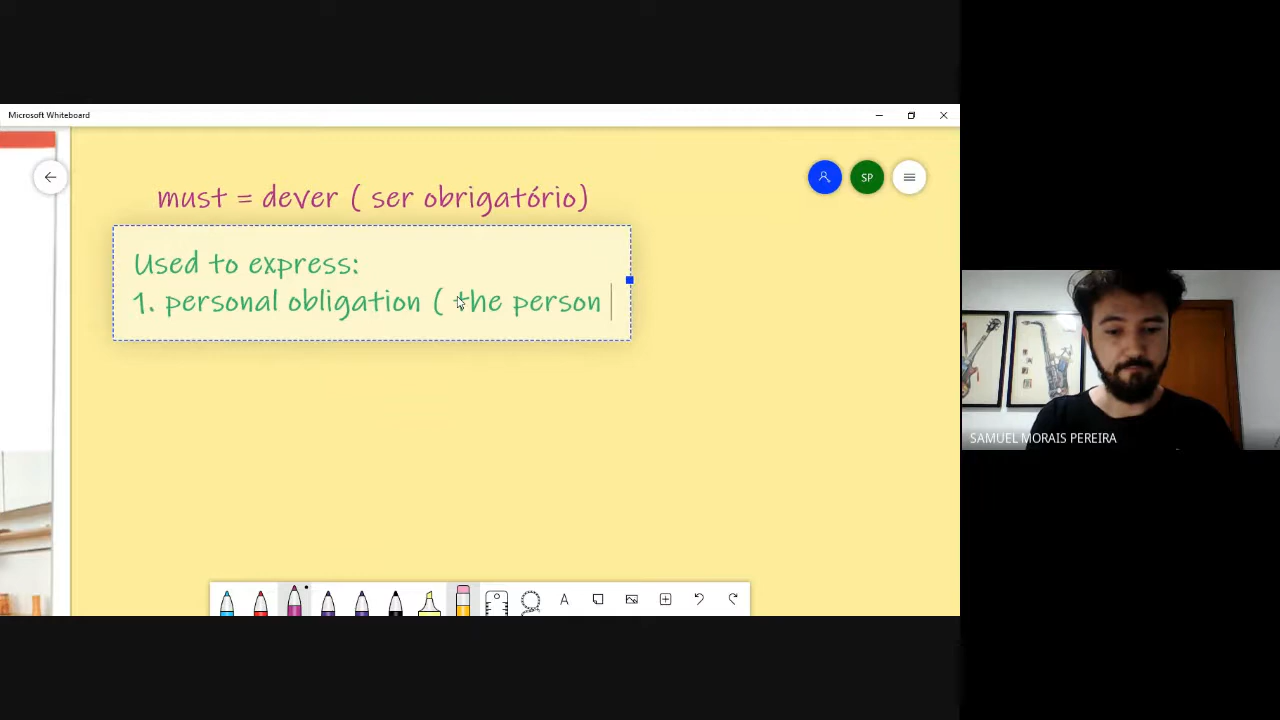 Microsoft Whiteboard
must = dever ( ser obrigatório)
SP
Used to express:
1. personal obligation ( the person
SAMUEL MORAIS PEREIRA
A